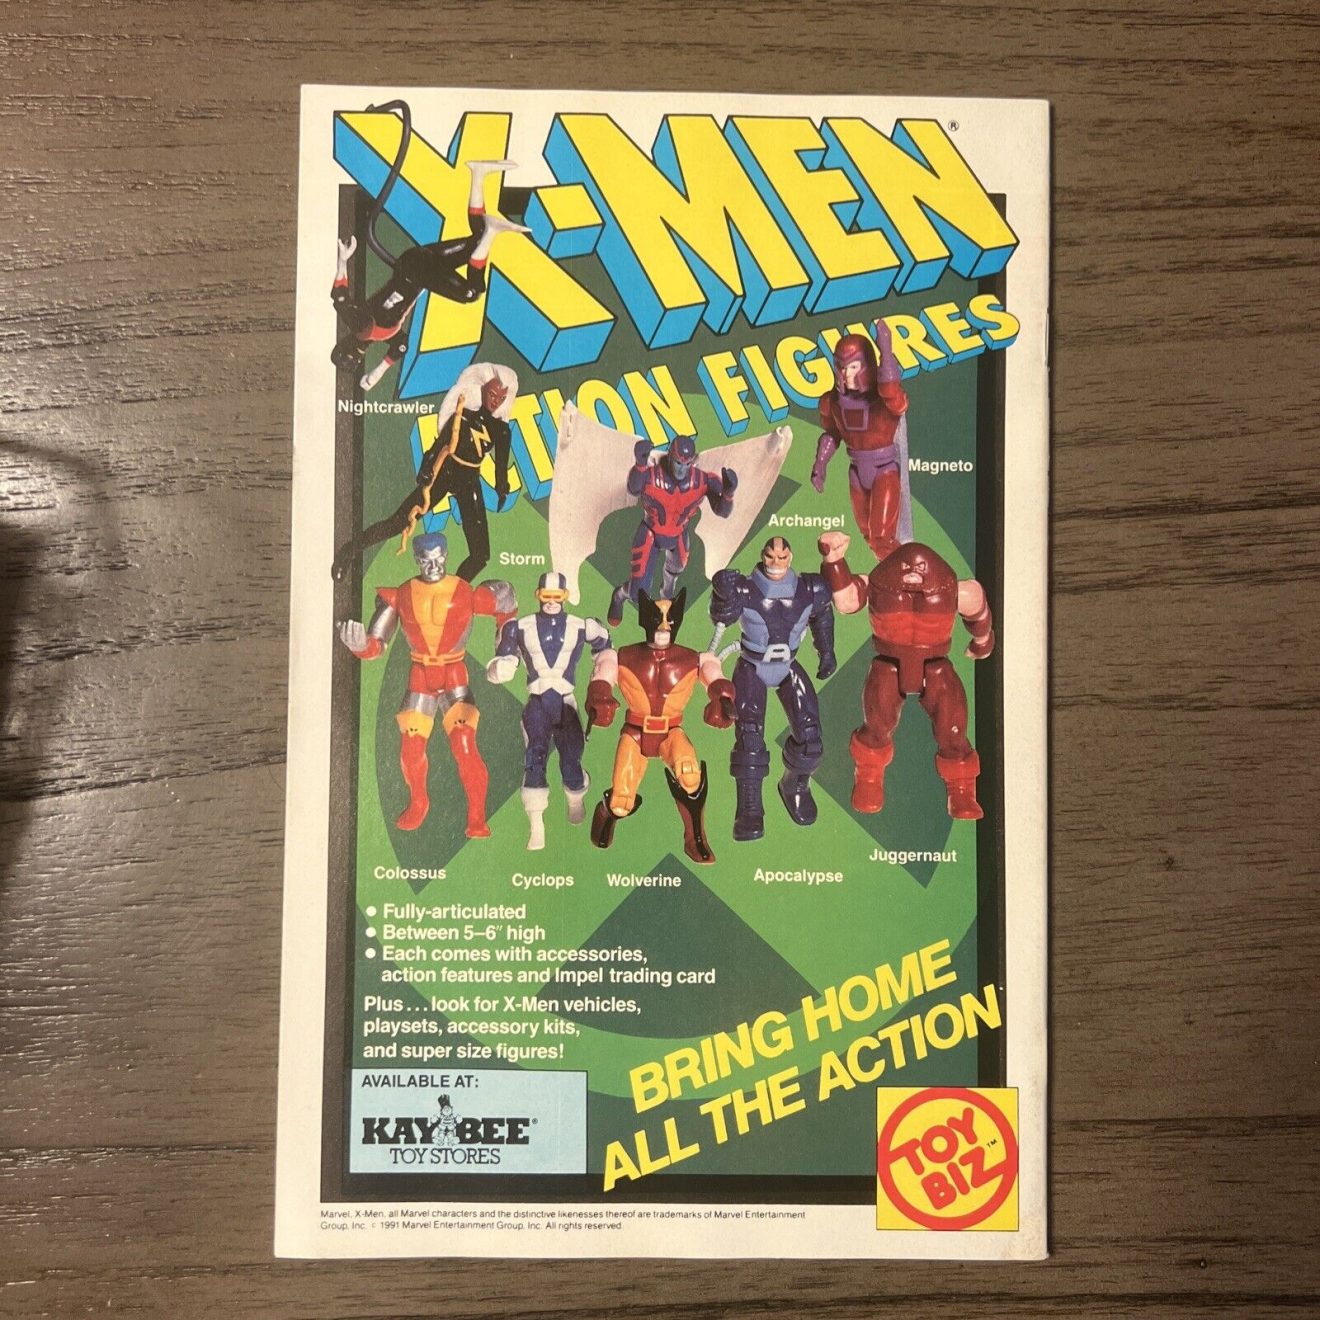 X-MEN®
ACTION FIGURES
Nightcrawler
Magneto
Archangel
Storm
Juggernaut
Colossus
Cyclops
Wolverine
Apocalypse
• Fully-articulated
• Between 5–6″ high
• Each comes with accessories,
action features and Impel trading card
Plus...look for X-Men vehicles,
playsets, accessory kits,
and super size figures!
BRING HOME
ALL THE ACTION
AVAILABLE AT:
KAY BEE®
TOY STORES
TOY
BIZ™
Marvel, X-Men, all Marvel characters and the distinctive likenesses thereof are trademarks of Marvel Entertainment
Group, Inc. © 1991 Marvel Entertainment Group, Inc. All rights reserved.